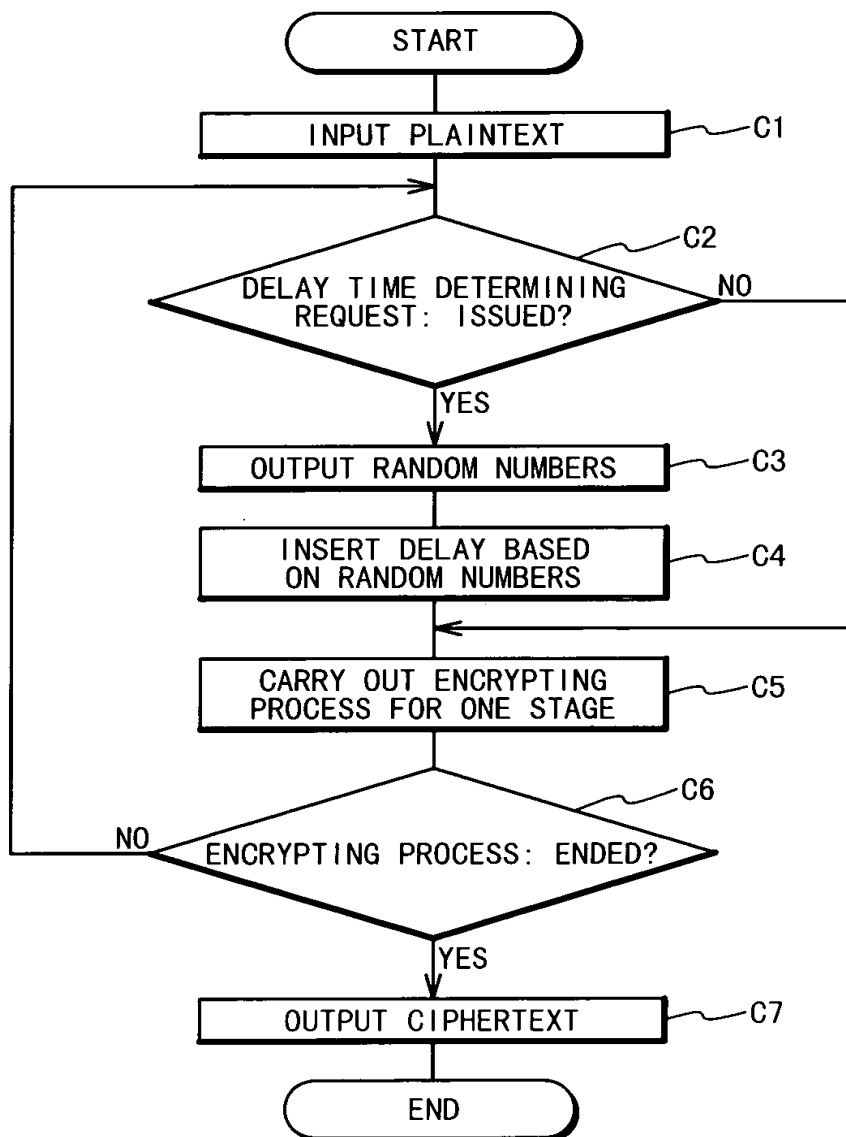 START
INPUT PLAINTEXT
C1
C2
DELAY TIME DETERMINING
REQUEST: ISSUED?
NO
YES
OUTPUT RANDOM NUMBERS
C3
INSERT DELAY BASED
ON RANDOM NUMBERS
C4
CARRY OUT ENCRYPTING
PROCESS FOR ONE STAGE
C5
C6
NO
ENCRYPTING PROCESS: ENDED?
YES
OUTPUT CIPHERTEXT
C7
END